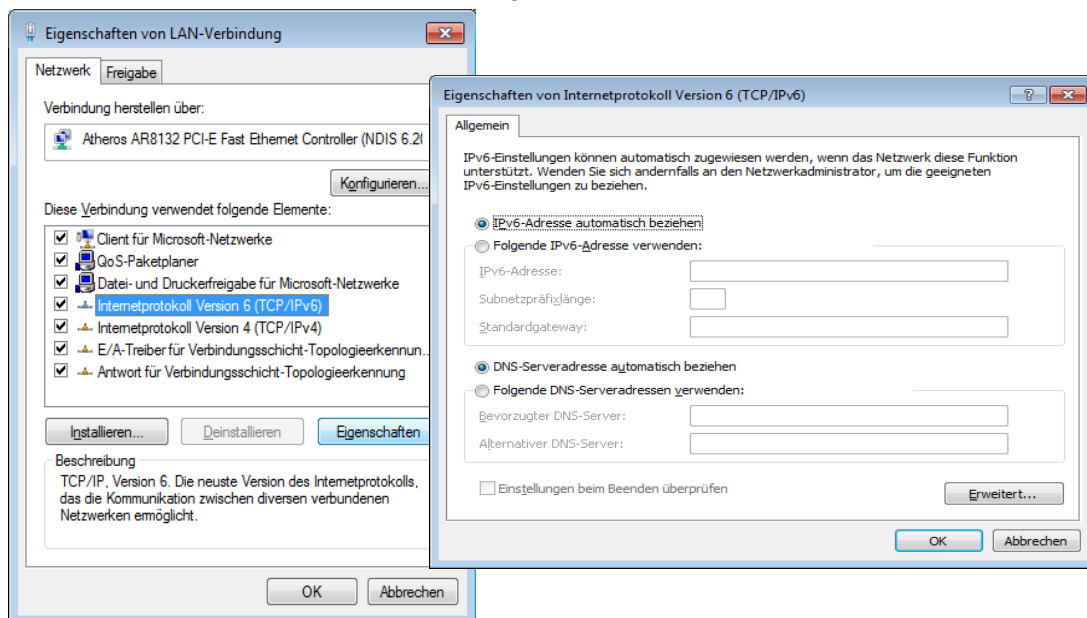 Eigenschaften von LAN-Verbindung
Netzwerk
Freigabe
Verbindung herstellen über:
Atheros AR8132 PCI-E Fast Ethernet Controller (NDIS 6.20
Konfigurieren...
Diese Verbindung verwendet folgende Elemente:
Client für Microsoft-Netzwerke
QoS-Paketplaner
Datei- und Druckerfreigabe für Microsoft-Netzwerke
Internetprotokoll Version 6 (TCP/IPv6)
Internetprotokoll Version 4 (TCP/IPv4)
E/A-Treiber für Verbindungsschicht-Topologieerkennun...
Antwort für Verbindungsschicht-Topologieerkennung
Installieren...
Deinstallieren
Eigenschaften
Beschreibung
TCP/IP, Version 6. Die neuste Version des Internetprotokolls,
das die Kommunikation zwischen diversen verbundenen
Netzwerken ermöglicht.
OK
Abbrechen
Eigenschaften von Internetprotokoll Version 6 (TCP/IPv6)
Allgemein
IPv6-Einstellungen können automatisch zugewiesen werden, wenn das Netzwerk diese Funktion
unterstützt. Wenden Sie sich andernfalls an den Netzwerkadministrator, um die geeigneten
IPv6-Einstellungen zu beziehen.
IPv6-Adresse automatisch beziehen
Folgende IPv6-Adresse verwenden:
IPv6-Adresse:
Subnetzpräfixlänge:
Standardgateway:
DNS-Serveradresse automatisch beziehen
Folgende DNS-Serveradressen verwenden:
Bevorzugter DNS-Server:
Alternativer DNS-Server:
Einstellungen beim Beenden überprüfen
Erweitert...
OK
Abbrechen